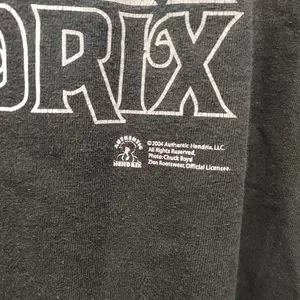 DRIX
AUTHENTIC
HENDRIX
©2004 Authentic Hendrix, LLC.
All Rights Reserved.
Photo: Chuck Boyd
Zion Rootswear, Official Licensee.